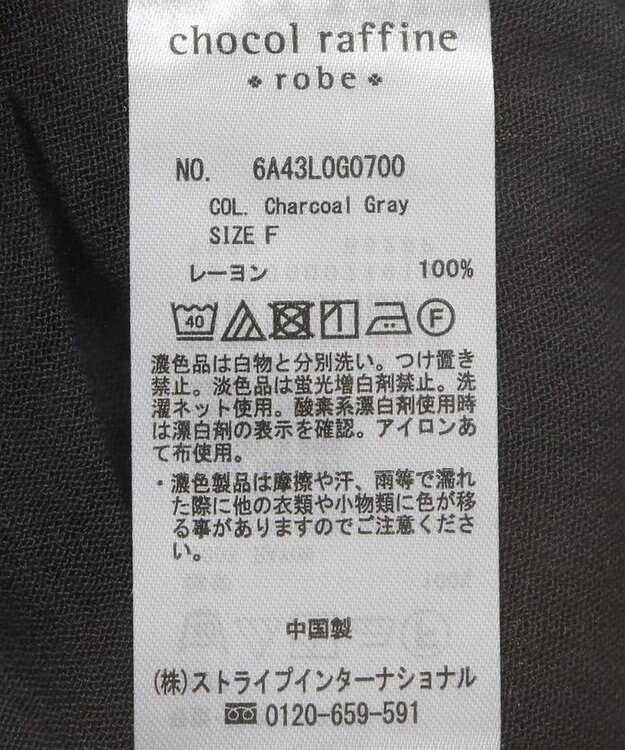 chocol raffine
robe
NO. 6A43L0G0700
COL. Charcoal Gray
SIZE F
レーヨン 100%
40 F
濃色品は白物と分別洗い。つけ置き
禁止。淡色品は蛍光増白剤禁止。洗
濯ネット使用。酸素系漂白剤使用時
は漂白剤の表示を確認。アイロンあ
て布使用。
・濃色製品は摩擦や汗、雨等で濡れ
た際に他の衣類や小物類に色が移
る事がありますのでご注意くださ
い。
中国製
(株)ストライプインターナショナル
0120-659-591